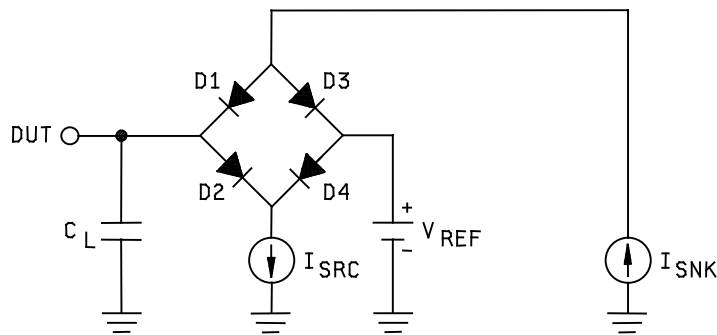 D1 D3
DUT
D2 D4
+
C L V REF
-
I SRC I SNK